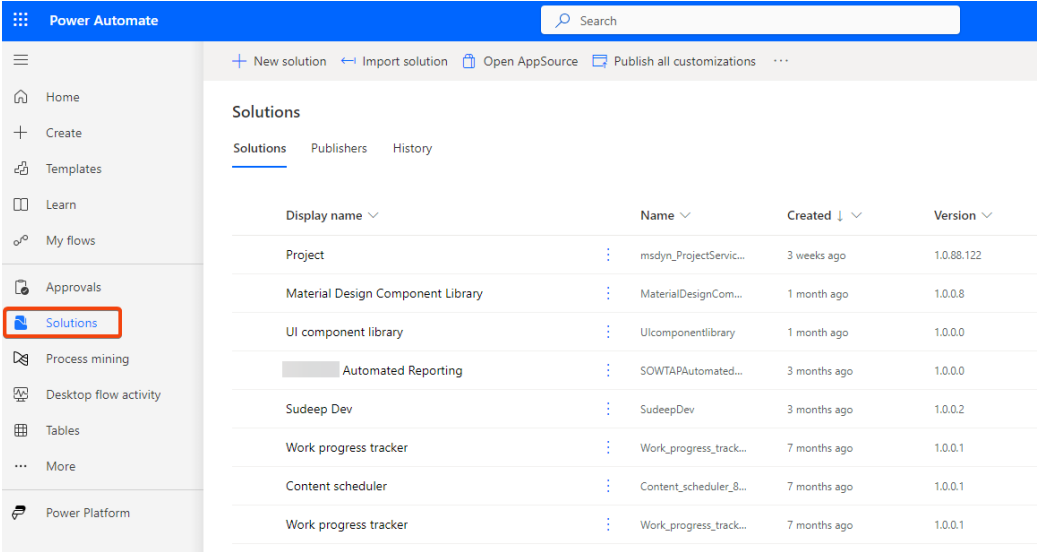 Power Automate
Search
New solution Import solution Open AppSource Publish all customizations ...
Home
Create
Templates
Learn
My flows
Approvals
Solutions
Process mining
Desktop flow activity
Tables
More
Power Platform
Solutions
Solutions Publishers History
Display name Name Created ↓ Version
Project msdyn_ProjectServic... 3 weeks ago 1.0.88.122
Material Design Component Library MaterialDesignCom... 1 month ago 1.0.0.8
UI component library UIcomponentlibrary 1 month ago 1.0.0.0
Automated Reporting SOWTAPAutomated... 3 months ago 1.0.0.0
Sudeep Dev SudeepDev 3 months ago 1.0.0.2
Work progress tracker Work_progress_track... 7 months ago 1.0.0.1
Content scheduler Content_scheduler_8... 7 months ago 1.0.0.1
Work progress tracker Work_progress_track... 7 months ago 1.0.0.1